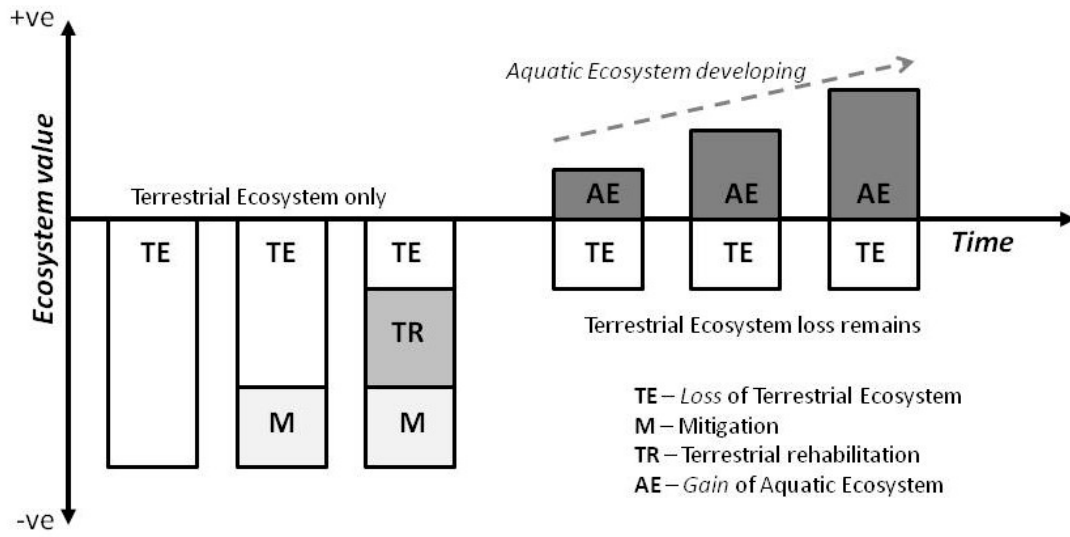 +ve
Aquatic Ecosystem developing
Ecosystem value
Terrestrial Ecosystem only
AE
AE
AE
TE
TE
TE
TE
TE
TE
Time
TR
Terrestrial Ecosystem loss remains
M
M
TE – Loss of Terrestrial Ecosystem
M – Mitigation
TR – Terrestrial rehabilitation
AE – Gain of Aquatic Ecosystem
-ve